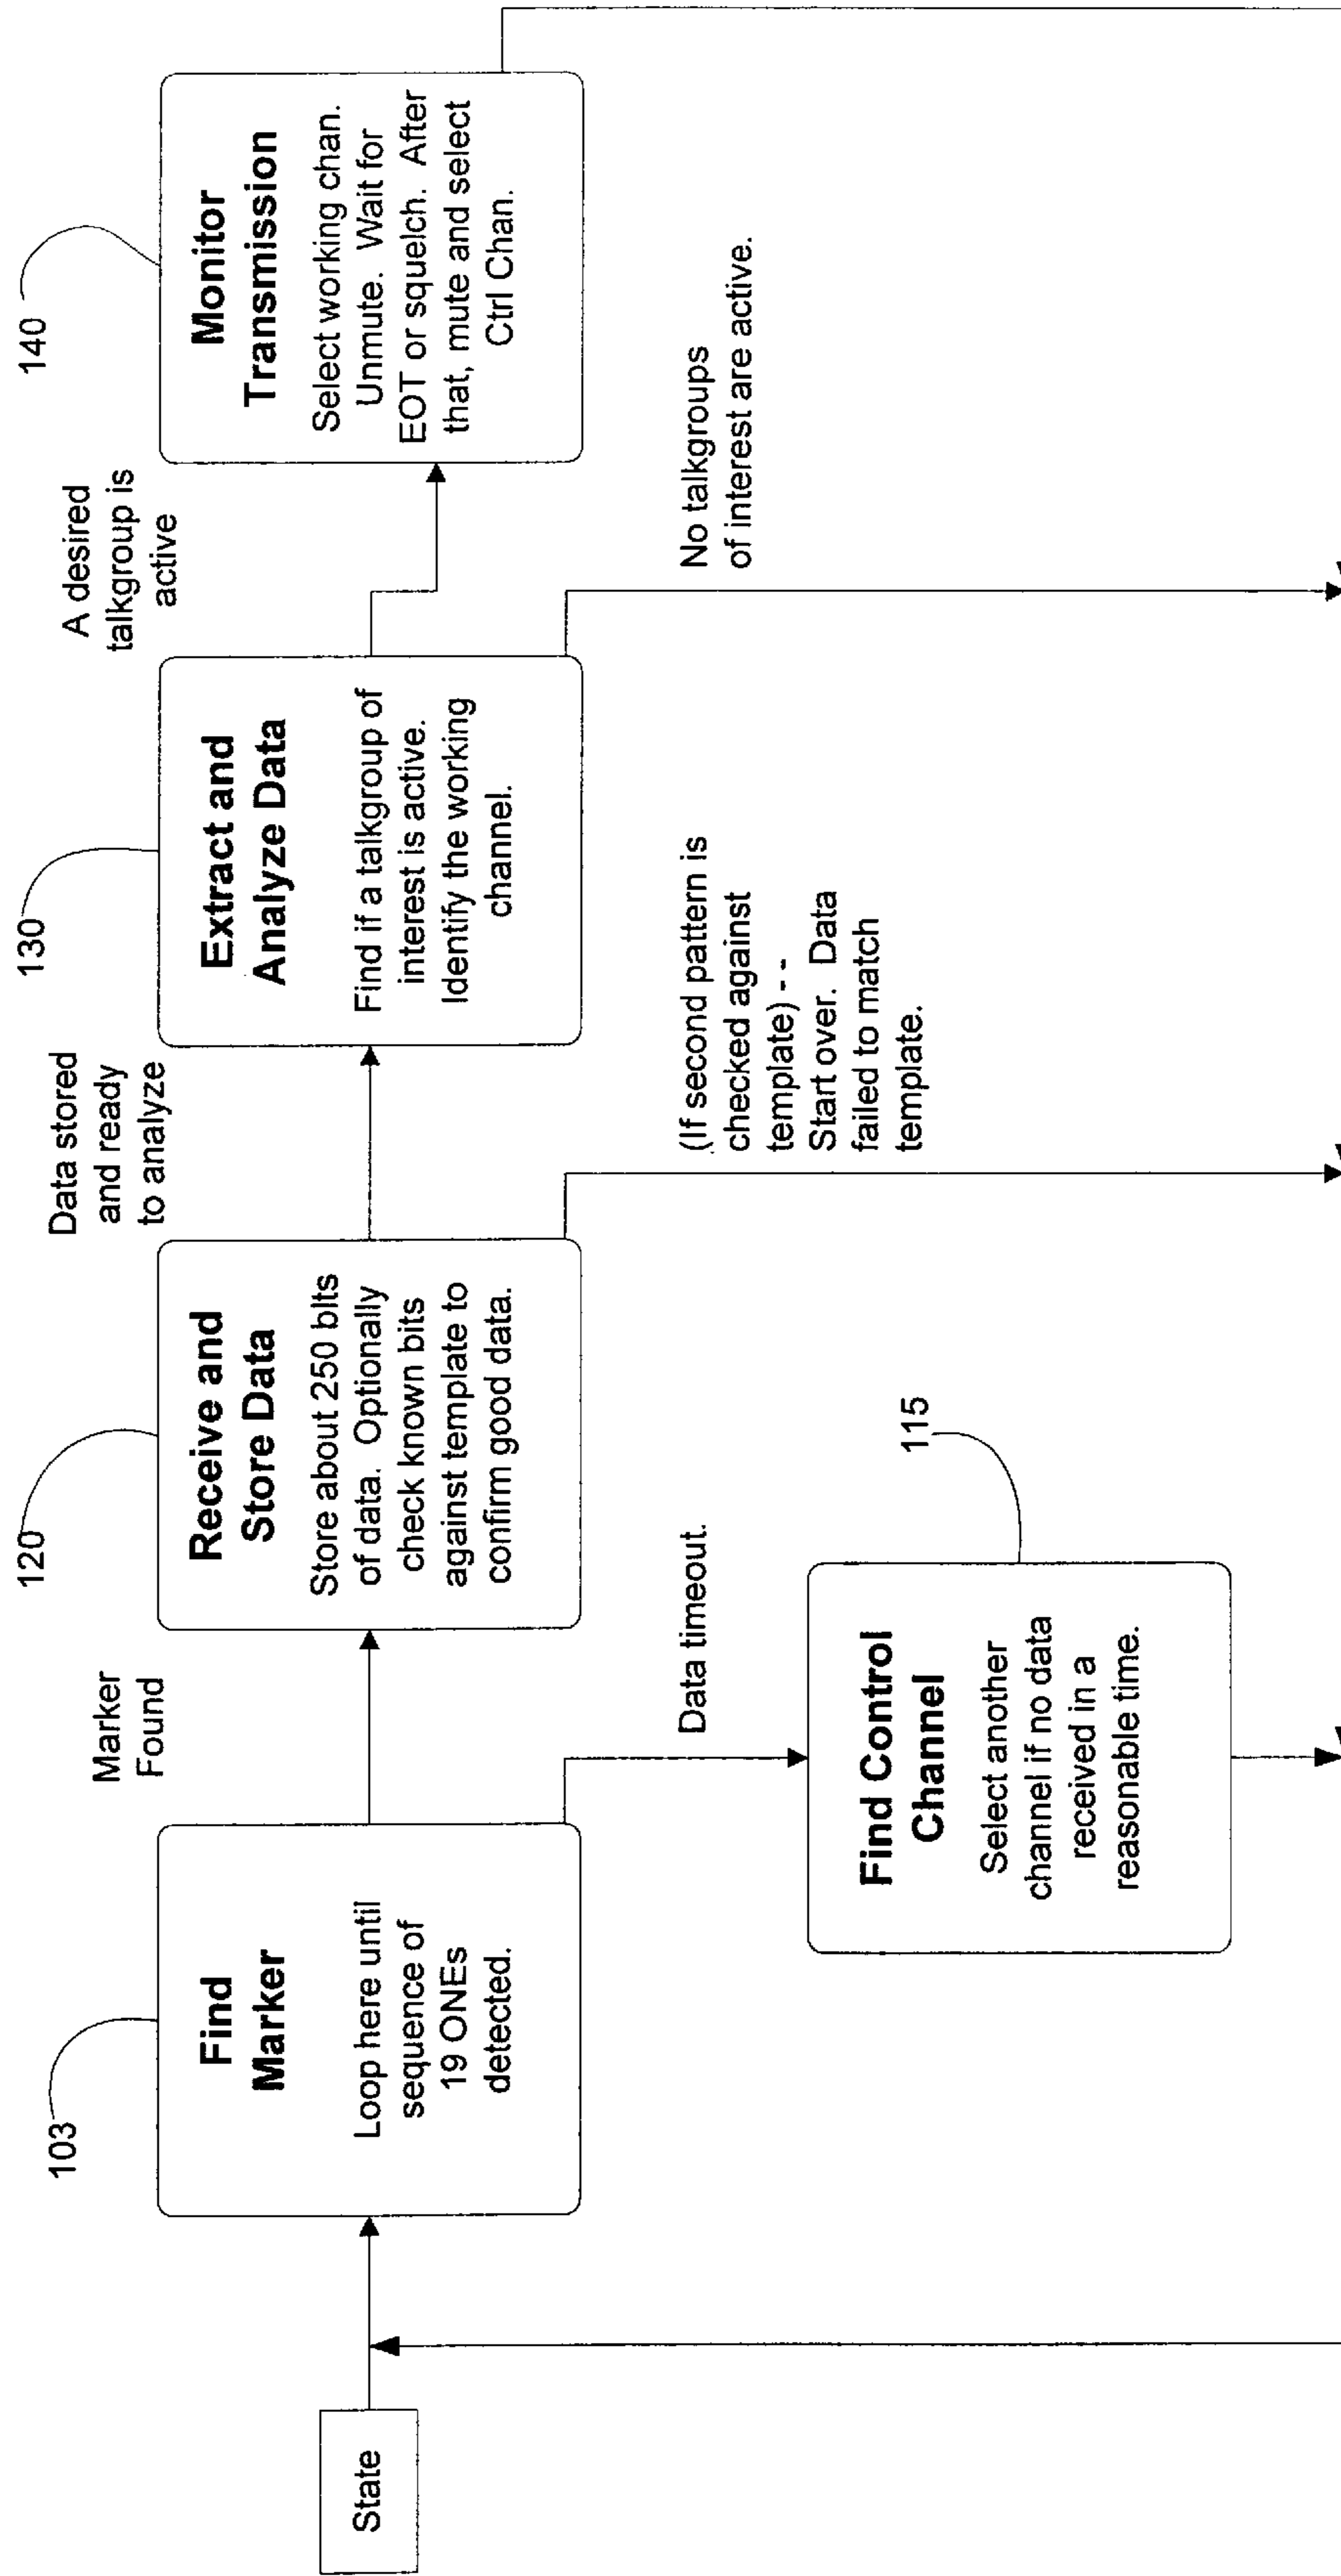 State
103
Find
Marker
Loop here until
sequence of
19 ONEs
detected.
Marker
Found
120
Receive and
Store Data
Store about 250 bits
of data. Optionally
check known bits
against template to
confirm good data.
Data stored
and ready
to analyze
130
Extract and
Analyze Data
Find if a talkgroup of
interest is active.
Identify the working
channel.
A desired
talkgroup is
active
140
Monitor
Transmission
Select working chan.
Unmute. Wait for
EOT or squelch. After
that, mute and select
Ctrl Chan.
Data timeout.
115
Find Control
Channel
Select another
channel if no data
received in a
reasonable time.
(If second pattern is
checked against
template) - -
Start over. Data
failed to match
template.
No talkgroups
of interest are active.